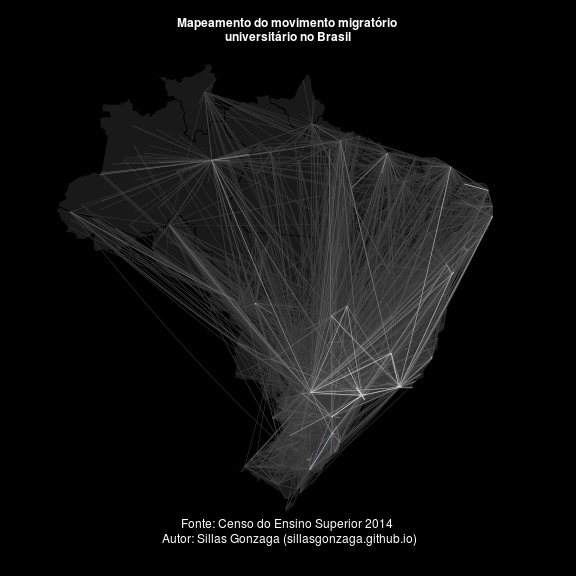 Mapeamento do movimento migratório
universitário no Brasil
Fonte: Censo do Ensino Superior 2014
Autor: Sillas Gonzaga (sillasgonzaga.github.io)